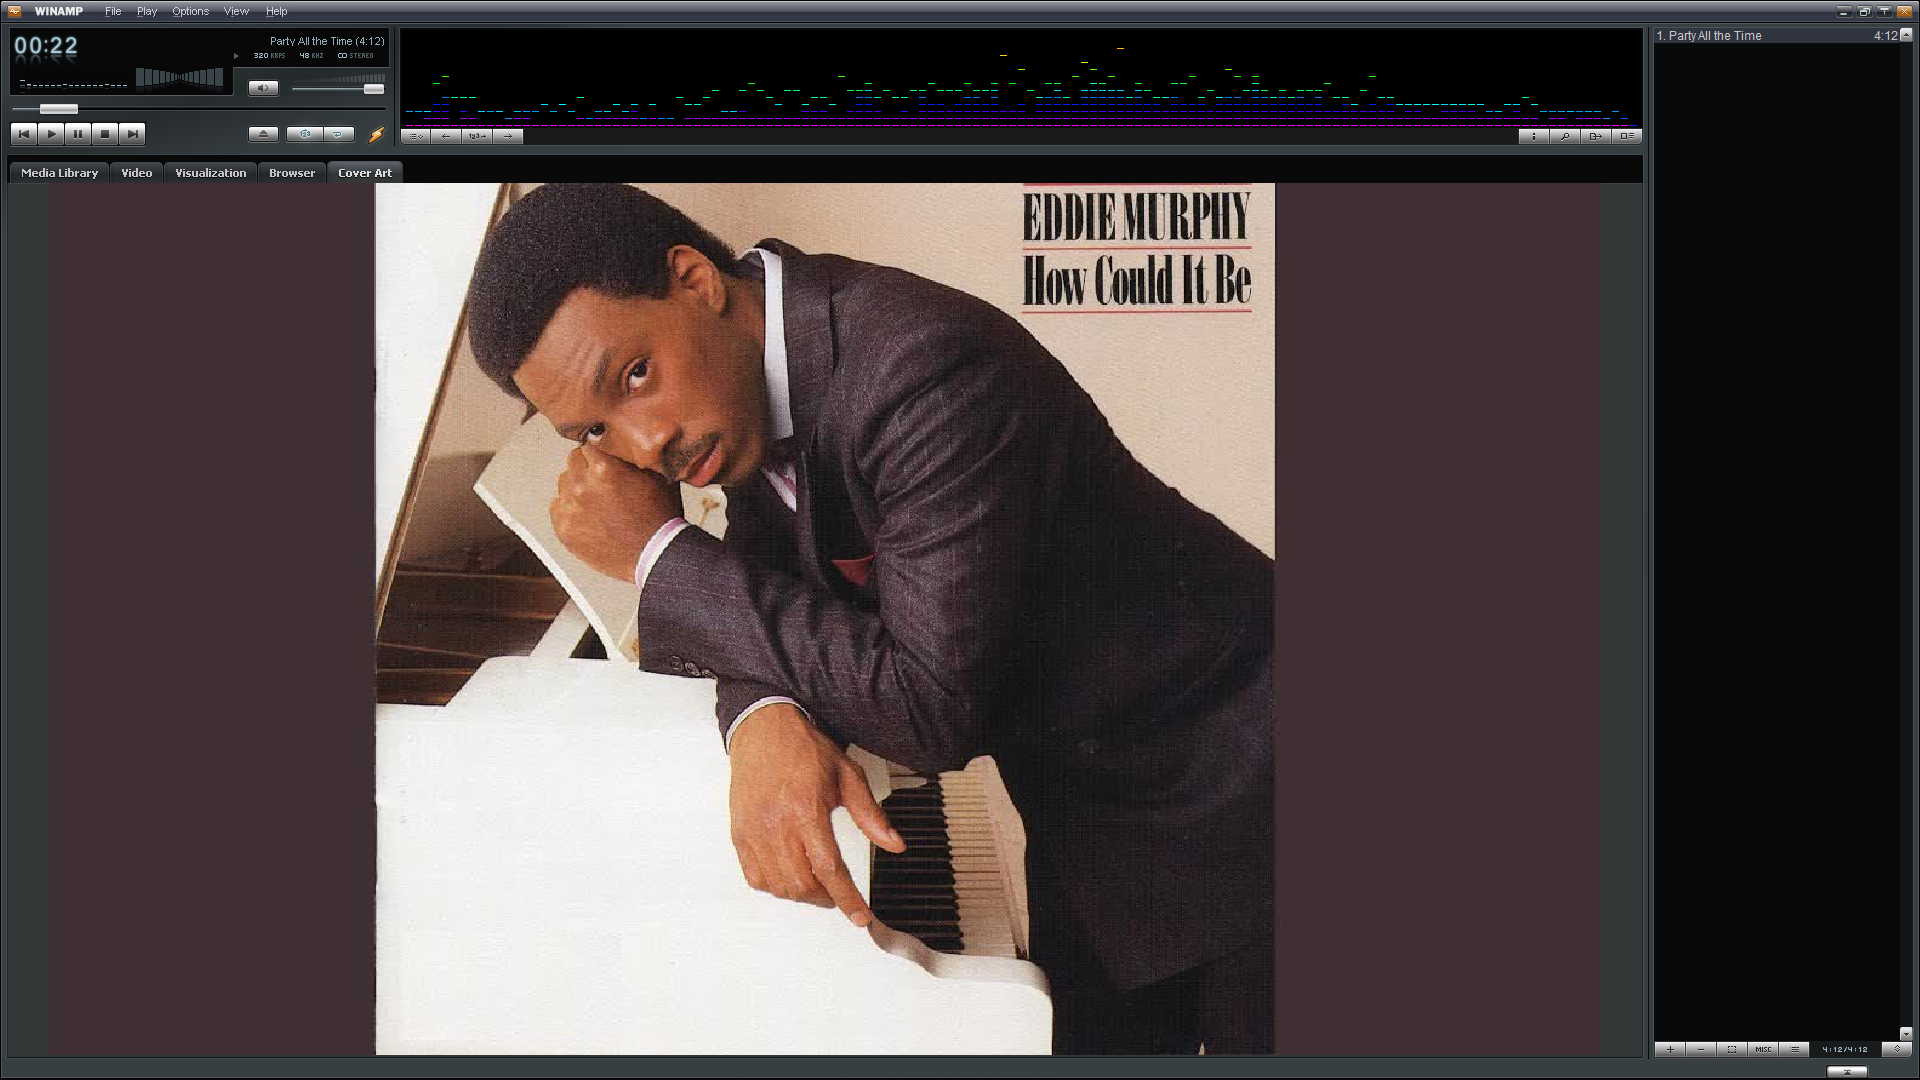 WINAMP File Play Options View Help
00:22
Party All the Time (4:12)
320 KBPS 48 KHZ STEREO
1. Party All the Time 4:12
123
Media Library Video Visualization Browser Cover Art
EDDIE MURPHY
How Could It Be
MISC 4:12/4:12